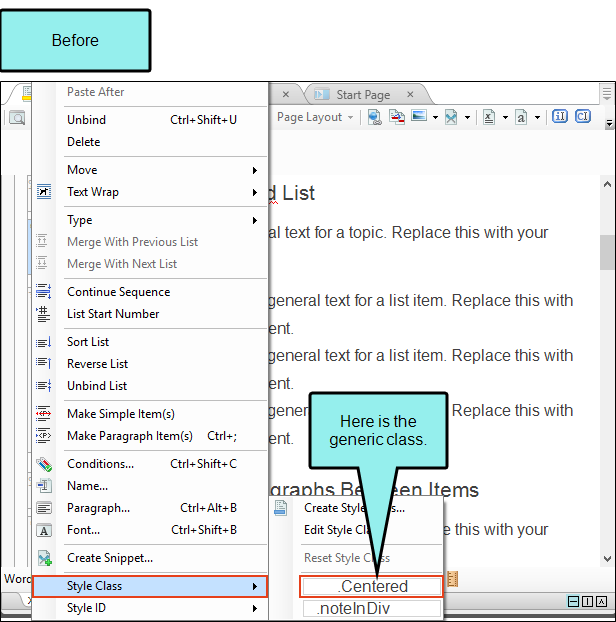 Before
Paste After
Start Page
Unbind Ctrl+Shift+U
Page Layout
Delete
Move
Text Wrap
d List
Type
al text for a topic. Replace this with your
Merge With Previous List
Merge With Next List
Continue Sequence
general text for a list item. Replace this with
List Start Number
ent.
Sort List
general text for a list item. Replace this with
Reverse List
Unbind List
ent.
Make Simple Item(s)
gener Replace this with
Make Paragraph Item(s) Ctrl+;
ent.
Here is the
generic class.
Conditions... Ctrl+Shift+C
Name...
graphs Between Items
Paragraph... Ctrl+Alt+B
Create Style
Font... Ctrl+Shift+B
Edit Style Cla
e this with your
Create Snippet...
Reset Style Class
Word
Style Class
.Centered
Style ID
.noteInDiv